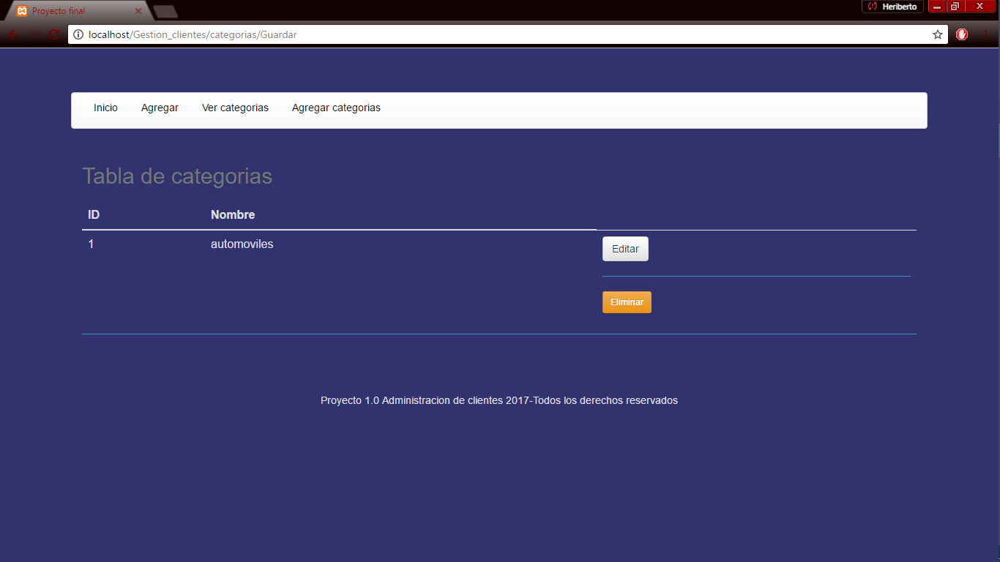 Proyecto final
Heriberto
localhost/Gestion_clientes/categorias/Guardar
Inicio Agregar Ver categorias Agregar categorias
Tabla de categorias
ID Nombre
1 automoviles Editar
Eliminar
Proyecto 1.0 Administracion de clientes 2017-Todos los derechos reservados